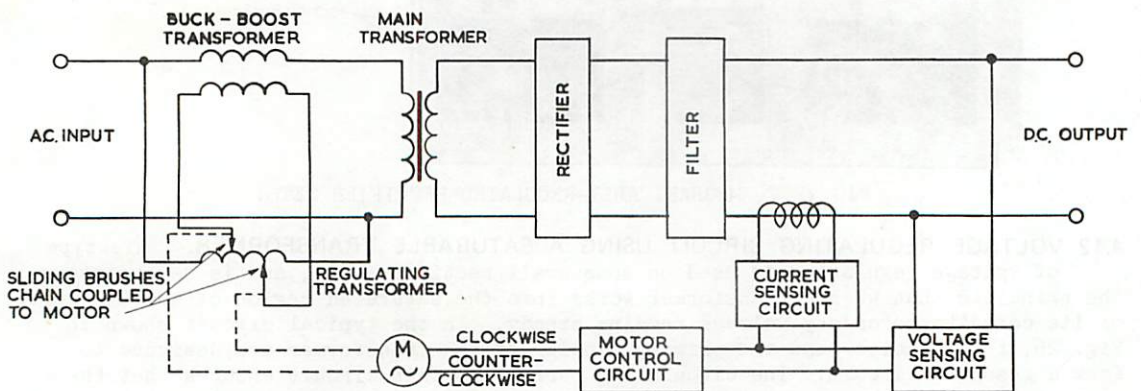 BUCK – BOOST
TRANSFORMER
MAIN
TRANSFORMER
A.C. INPUT
RECTIFIER
FILTER
D.C. OUTPUT
SLIDING BRUSHES
CHAIN COUPLED
TO MOTOR
REGULATING
TRANSFORMER
CURRENT
SENSING
CIRCUIT
M
CLOCKWISE
COUNTER-
CLOCKWISE
MOTOR
CONTROL
CIRCUIT
VOLTAGE
SENSING
CIRCUIT